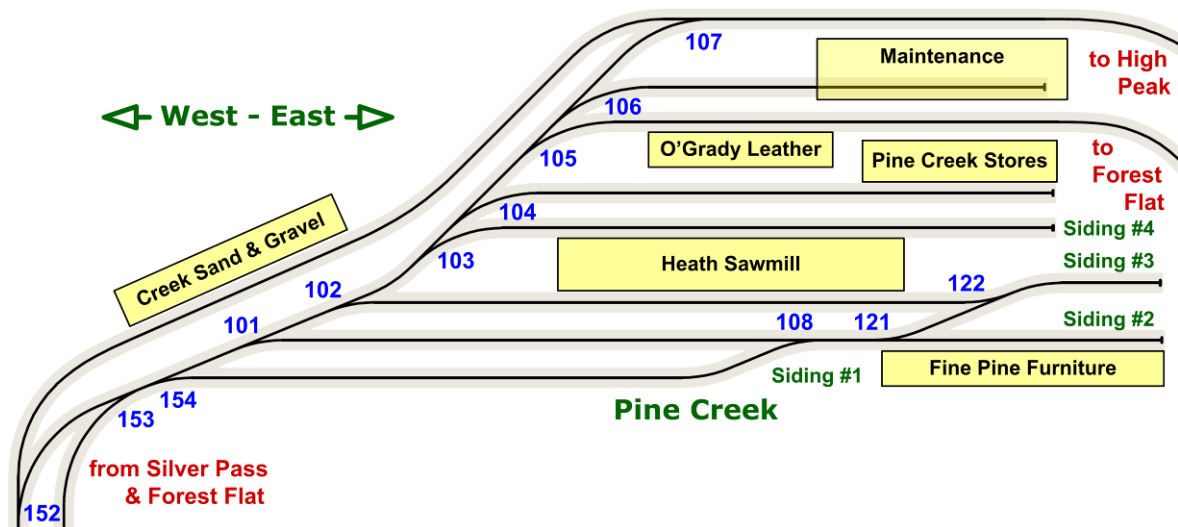 107
Maintenance
to High
Peak
West - East
106
O'Grady Leather
105
Pine Creek Stores
to
Forest
Flat
104
Creek Sand & Gravel
Siding #4
103
Heath Sawmill
Siding #3
102
122
101
108
121
Siding #2
Siding #1
Fine Pine Furniture
154
153
Pine Creek
from Silver Pass
& Forest Flat
152